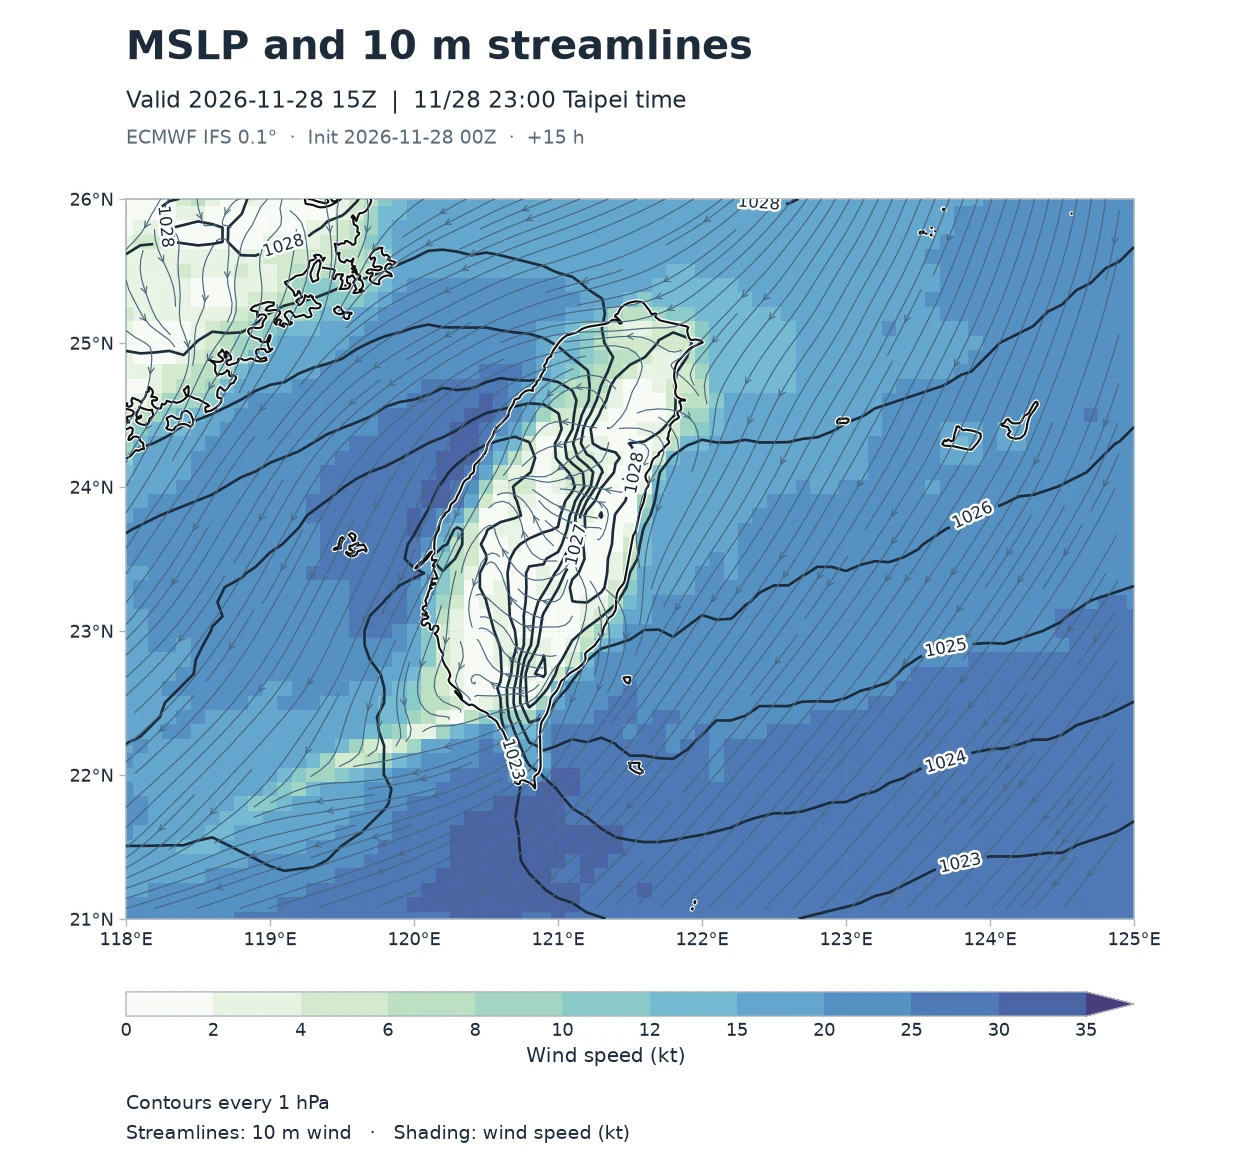 MSLP and 10 m streamlines
Valid 2026-11-28 15Z | 11/28 23:00 Taipei time
ECMWF IFS 0.1° · Init 2026-11-28 00Z · +15 h
26°N
25°N
24°N
23°N
22°N
21°N
1028
1028
1028
1028
1027
1026
1025
1024
1023
1023
118°E 119°E 120°E 121°E 122°E 123°E 124°E 125°E
0 2 4 6 8 10 12 15 20 25 30 35
Wind speed (kt)
Contours every 1 hPa
Streamlines: 10 m wind · Shading: wind speed (kt)